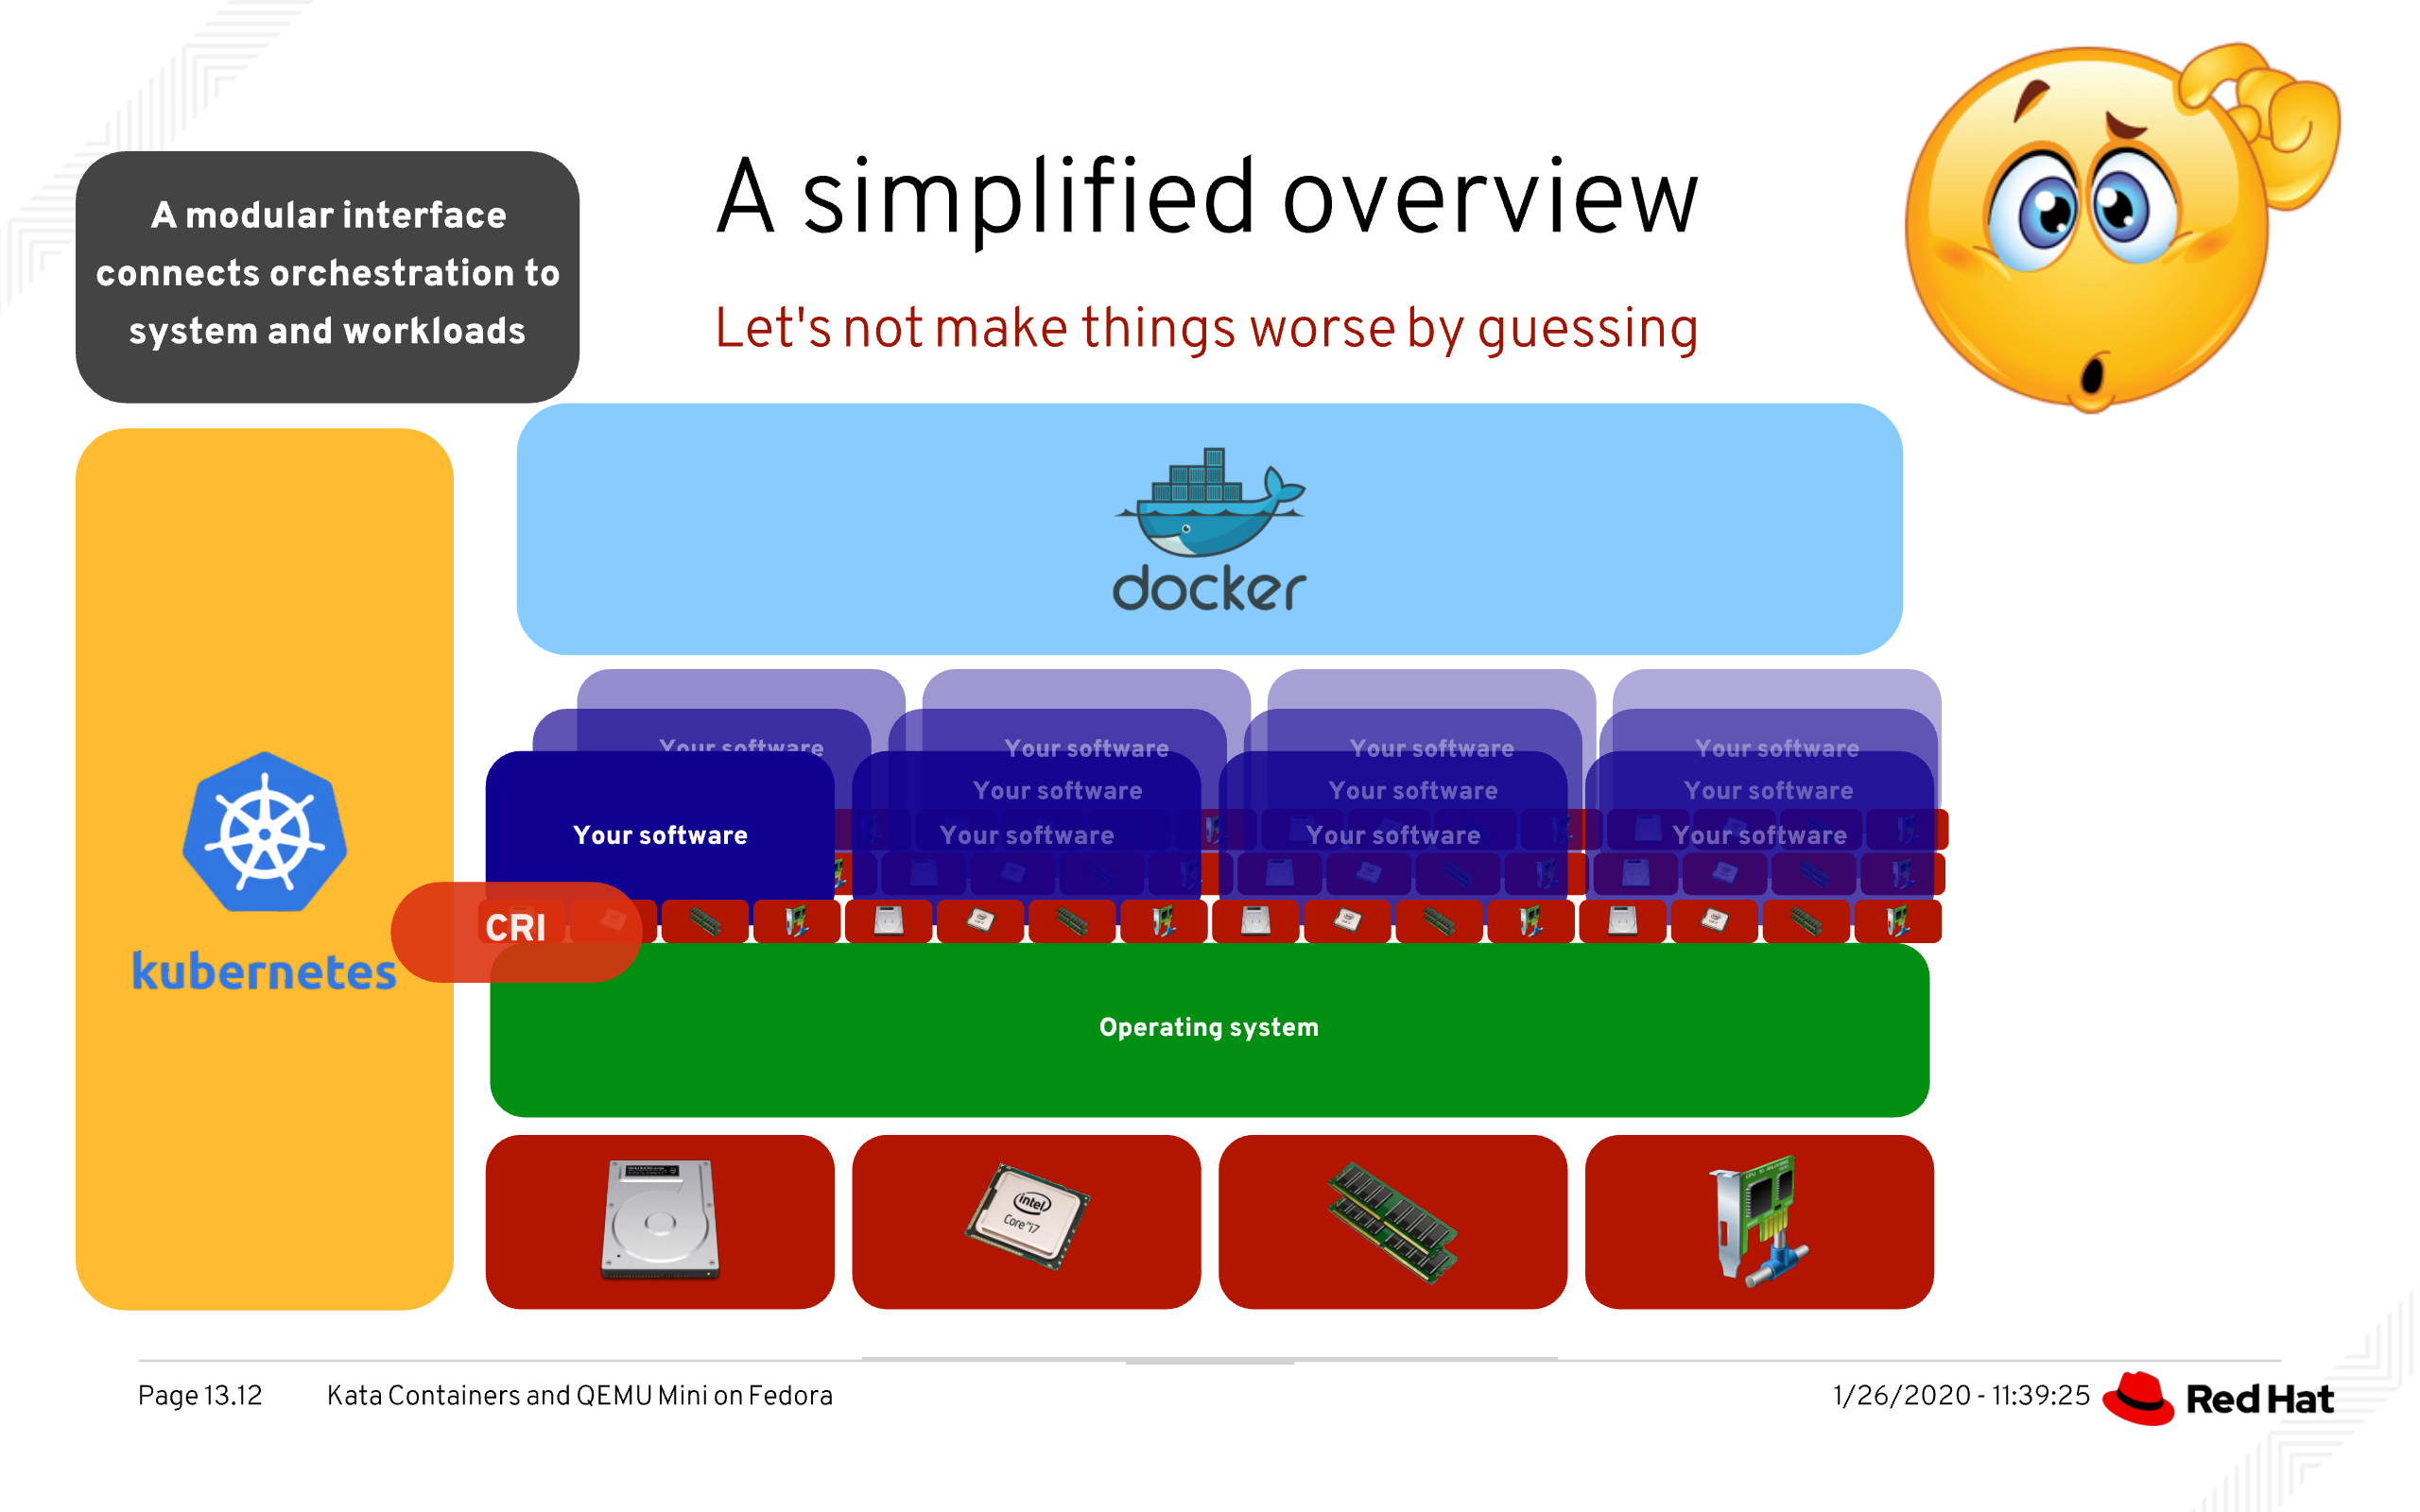 A modular interface
connects orchestration to
system and workloads
A simplified overview
Let's not make things worse by guessing
docker
Your software
Your software
Your software
Your software
Your software
Your software
Your software
Your software
Your software
Your software
Your software
kubernetes
CRI
Operating system
intel
Core i7
Page 13.12
Kata Containers and QEMU Mini on Fedora
1/26/2020 - 11:39:25
Red Hat